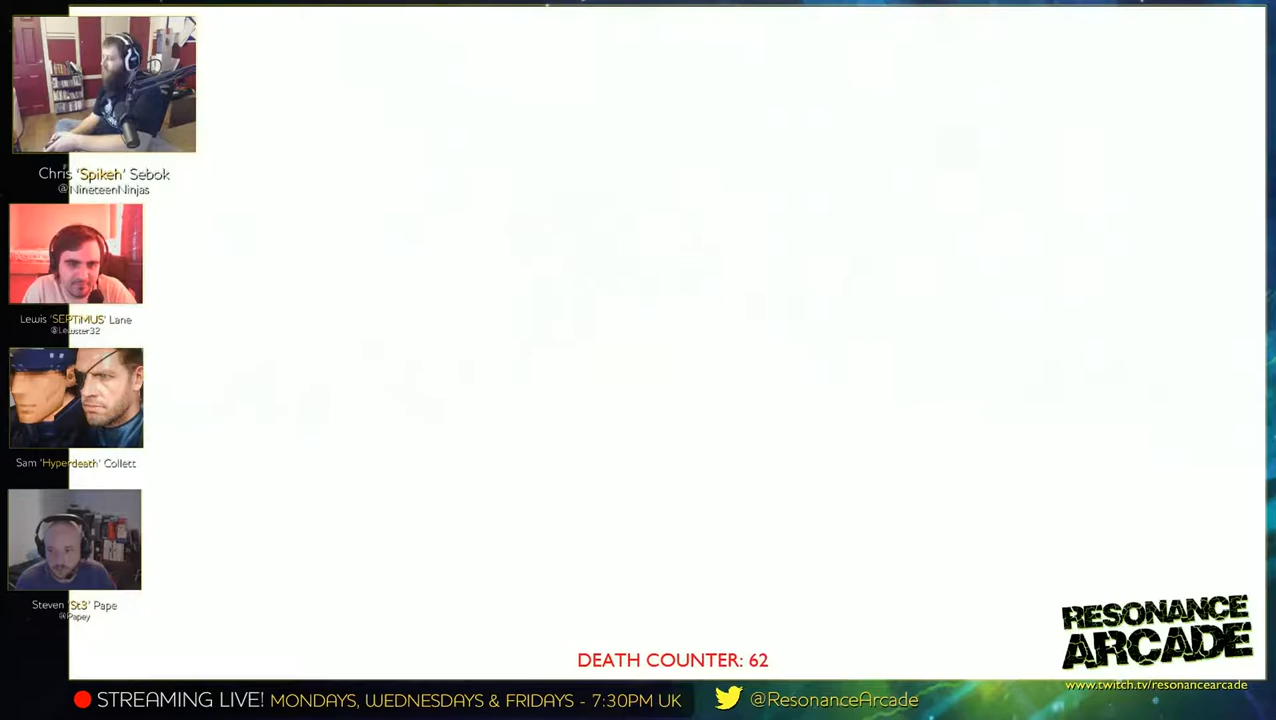 Chris 'Spikeh' Sebok
@NineteenNinjas
Lewis 'SEPTiMUS' Lane
@Lewster32
Sam 'Hyperdeath' Collett
Steven 'St3' Pape
@Papey
RESONANCE
ARCADE
www.twitch.tv/resonancearcade
DEATH COUNTER: 62
STREAMING LIVE! MONDAYS, WEDNESDAYS & FRIDAYS - 7:30PM UK
@ResonanceArcade